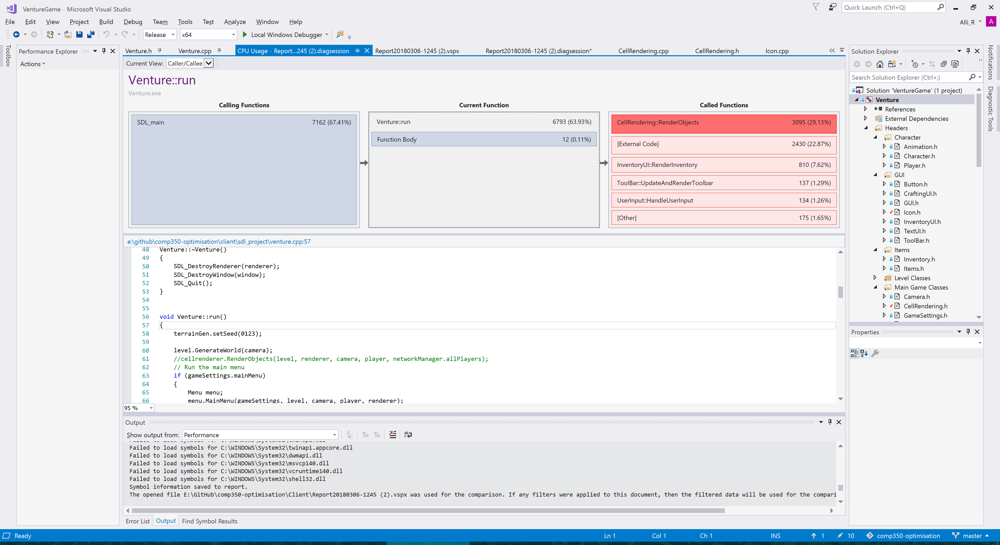 VentureGame - Microsoft Visual Studio
Quick Launch (Ctrl+Q)
File Edit View Project Build Debug Team Tools Test Analyze Window Help
Alli_R A
Release x64 Local Windows Debugger
Toolbox
Performance Explorer
Actions
Venture.h Venture.cpp CPU Usage - Report...245 (2).diagsession Report20180306-1245 (2).vspx Report20180306-1245 (2).diagsession* CellRendering.cpp CellRendering.h Icon.cpp
Current View: Caller/Callee
Venture::run
Venture.exe
Calling Functions Current Function Called Functions
SDL_main 7162 (67.41%)
Venture::run 6793 (63.93%)
Function Body 12 (0.11%)
CellRendering::RenderObjects 3095 (29.13%)
[External Code] 2430 (22.87%)
InventoryUI::RenderInventory 810 (7.62%)
ToolBar::UpdateAndRenderToolbar 137 (1.29%)
UserInput::HandleUserInput 134 (1.26%)
[Other] 175 (1.65%)
e:\github\comp350-optimisation\client\sdl_project\venture.cpp:57
48 Venture::~Venture()
49 {
50 SDL_DestroyRenderer(renderer);
51 SDL_DestroyWindow(window);
52 SDL_Quit();
53 }
54
55
56 void Venture::run()
57 {
58 terrainGen.setSeed(0123);
59
60 level.GenerateWorld(camera);
61 //cellrenderer.RenderObjects(level, renderer, camera, player, networkManager.allPlayers);
62 // Run the main menu
63 if (gameSettings.mainMenu)
64 {
65 Menu menu;
66 menu.MainMenu(gameSettings, level, camera, player, renderer);
95 %
Output
Show output from: Performance
Failed to load symbols for C:\WINDOWS\System32\twinapi.dll
Failed to load symbols for C:\WINDOWS\System32\twinapi.appcore.dll
Failed to load symbols for C:\WINDOWS\System32\dwmapi.dll
Failed to load symbols for C:\WINDOWS\System32\msvcp140.dll
Failed to load symbols for C:\WINDOWS\System32\vcruntime140.dll
Failed to load symbols for C:\WINDOWS\System32\shell32.dll
Symbol information saved to report.
The opened file E:\GitHub\comp350-optimisation\Client\Report20180306-1245 (2).vspx was used for the comparison. If any filters were applied to this document, then the filtered data will be used for the compari
Error List Output Find Symbol Results
Solution Explorer
Search Solution Explorer (Ctrl+;)
Solution 'VentureGame' (1 project)
Venture
References
External Dependencies
Headers
Character
Animation.h
Character.h
Player.h
GUI
Button.h
CraftingUI.h
GUI.h
Icon.h
InventoryUI.h
TextUI.h
ToolBar.h
Items
Inventory.h
Items.h
Level Classes
Main Game Classes
Camera.h
CellRendering.h
GameSettings.h
Properties
Notifications
Diagnostic Tools
Ready Ln 1 Col 1 Ch 1 INS 1 10 comp350-optimisation master